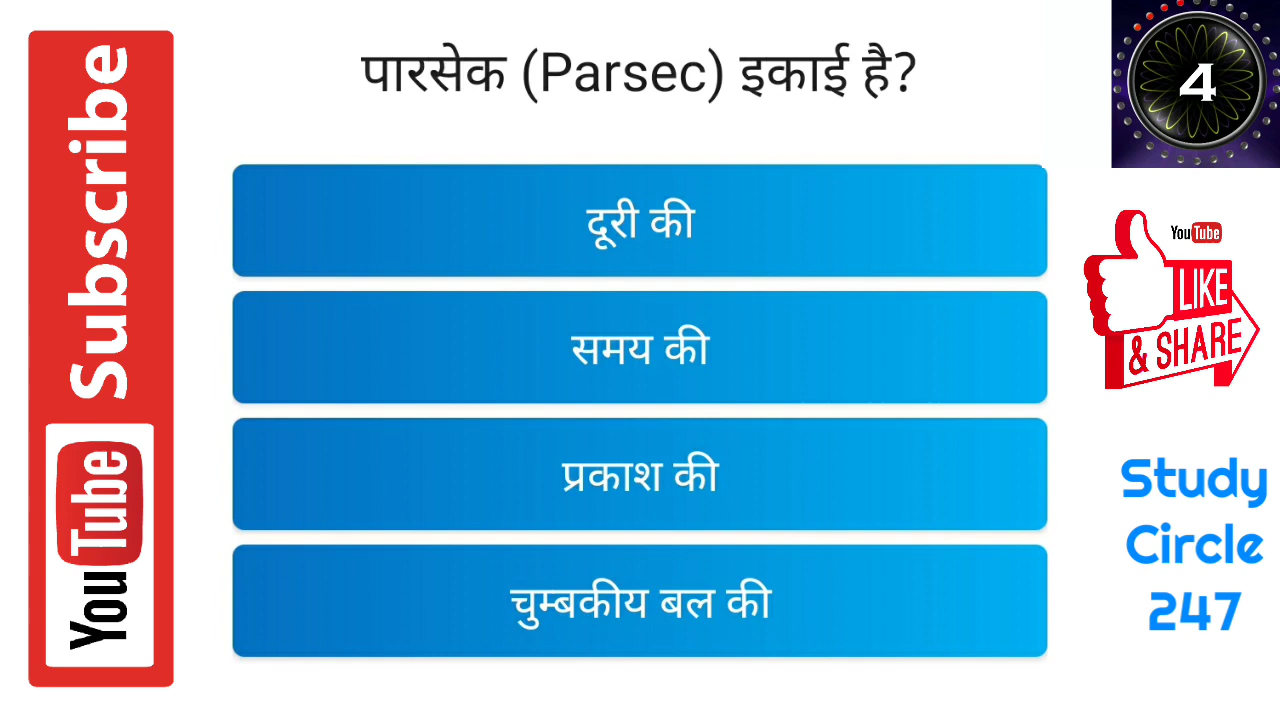 Subscribe
YouTube
पारसेक (Parsec) इकाई है?
दूरी की
समय की
प्रकाश की
चुम्बकीय बल की
4
YouTube
LIKE
& SHARE
Study
Circle
247